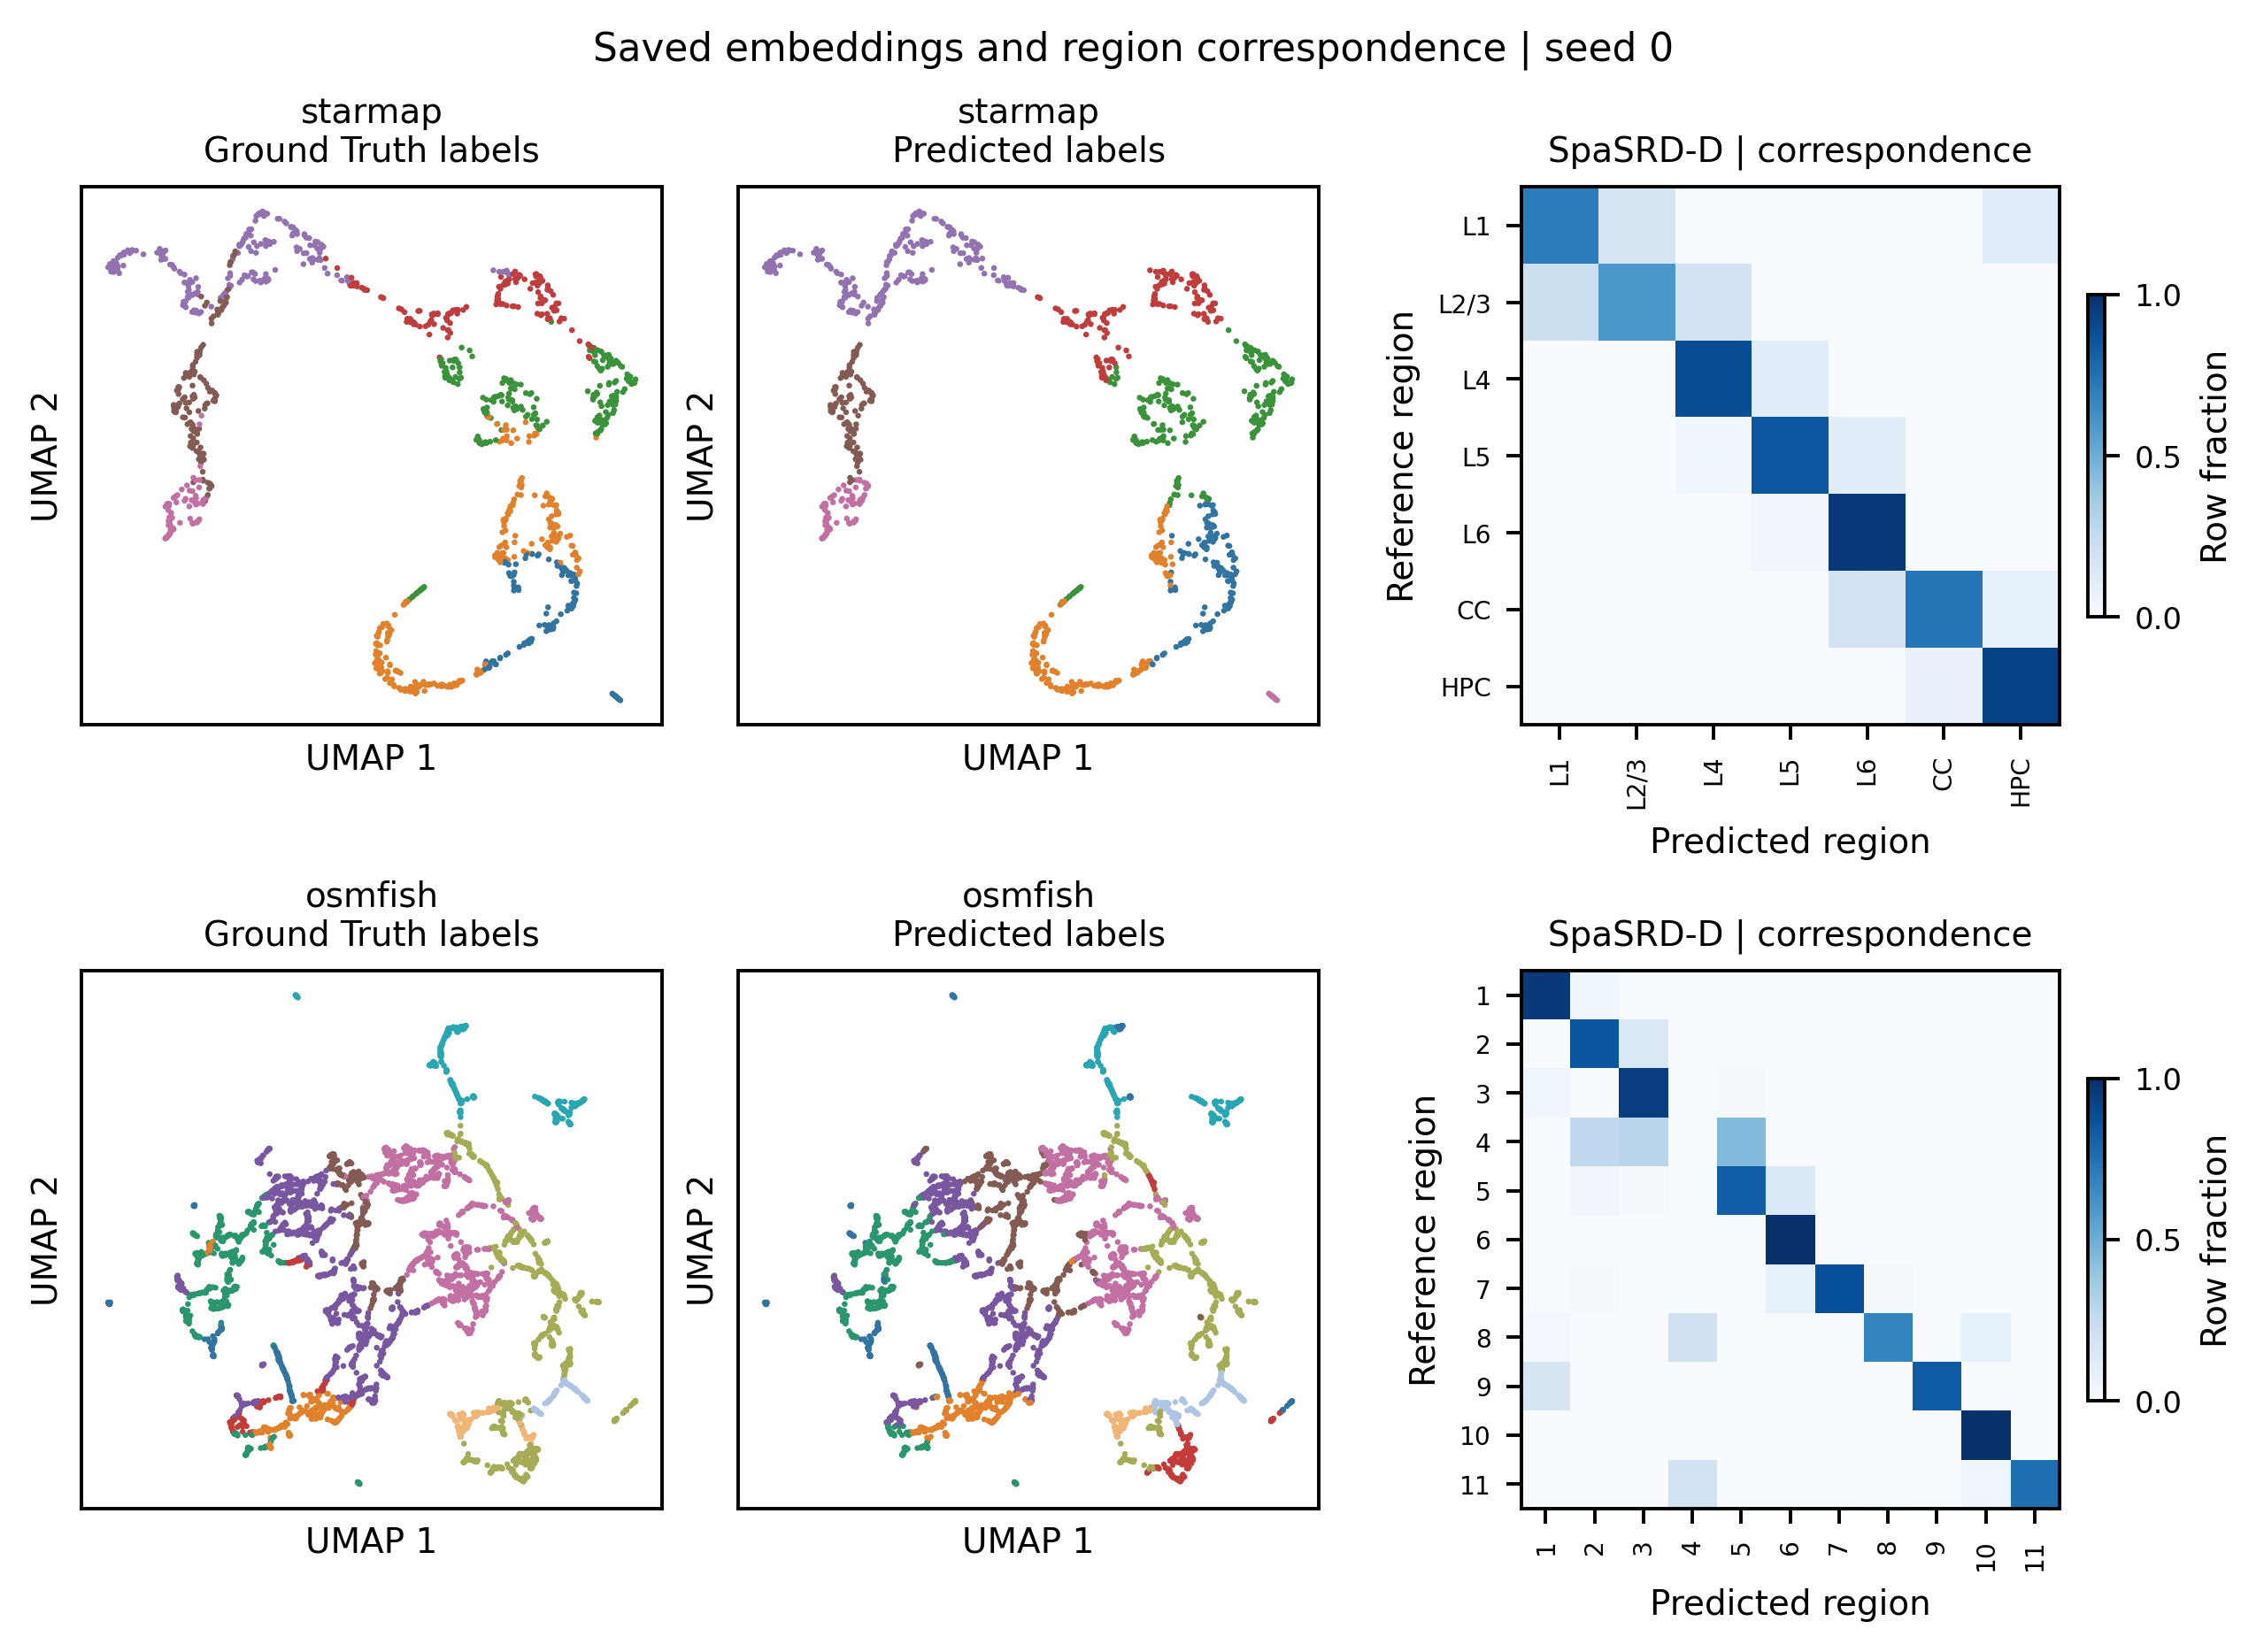 Saved embeddings and region correspondence | seed 0
starmap
Ground Truth labels
UMAP 2
UMAP 1
starmap
Predicted labels
UMAP 2
UMAP 1
SpaSRD-D | correspondence
Reference region
L1
L2/3
L4
L5
L6
CC
HPC
L1
L2/3
L4
L5
L6
CC
HPC
Predicted region
1.0
0.5
0.0
Row fraction
osmfish
Ground Truth labels
UMAP 2
UMAP 1
osmfish
Predicted labels
UMAP 2
UMAP 1
SpaSRD-D | correspondence
Reference region
1
2
3
4
5
6
7
8
9
10
11
1
2
3
4
5
6
7
8
9
10
11
Predicted region
1.0
0.5
0.0
Row fraction